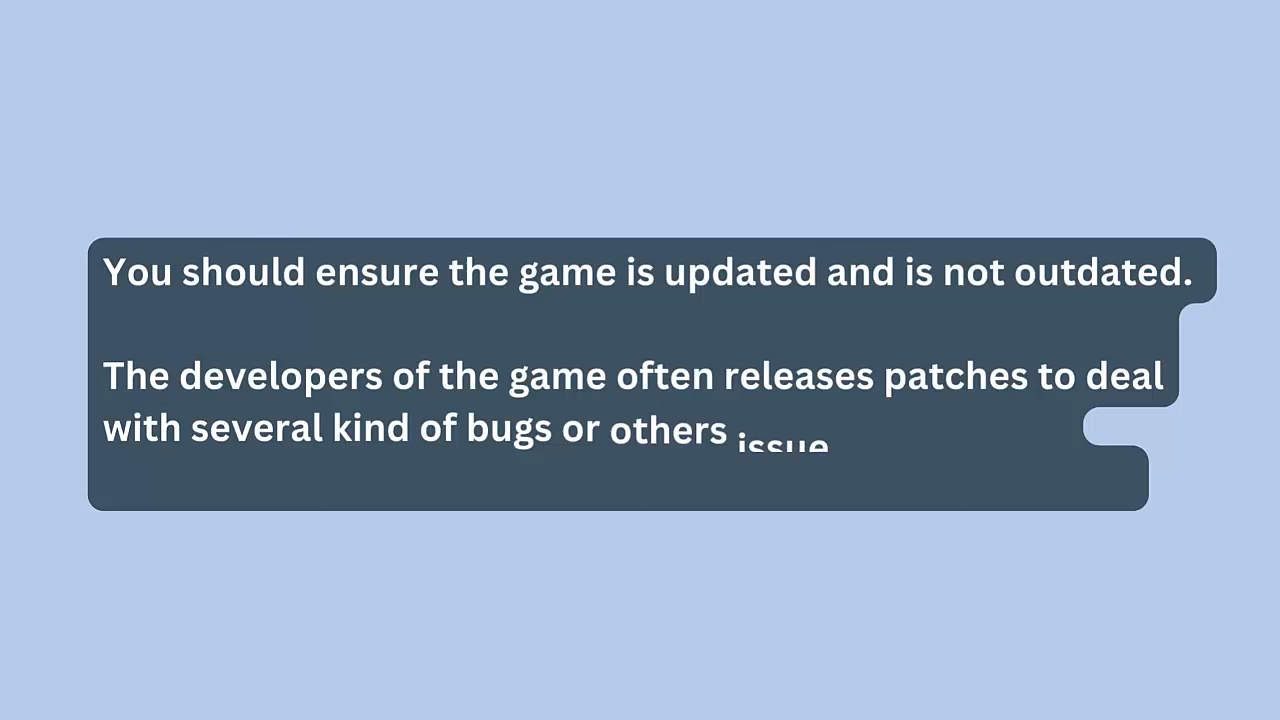 You should ensure the game is updated and is not outdated.
The developers of the game often releases patches to deal
with several kind of bugs or others issue